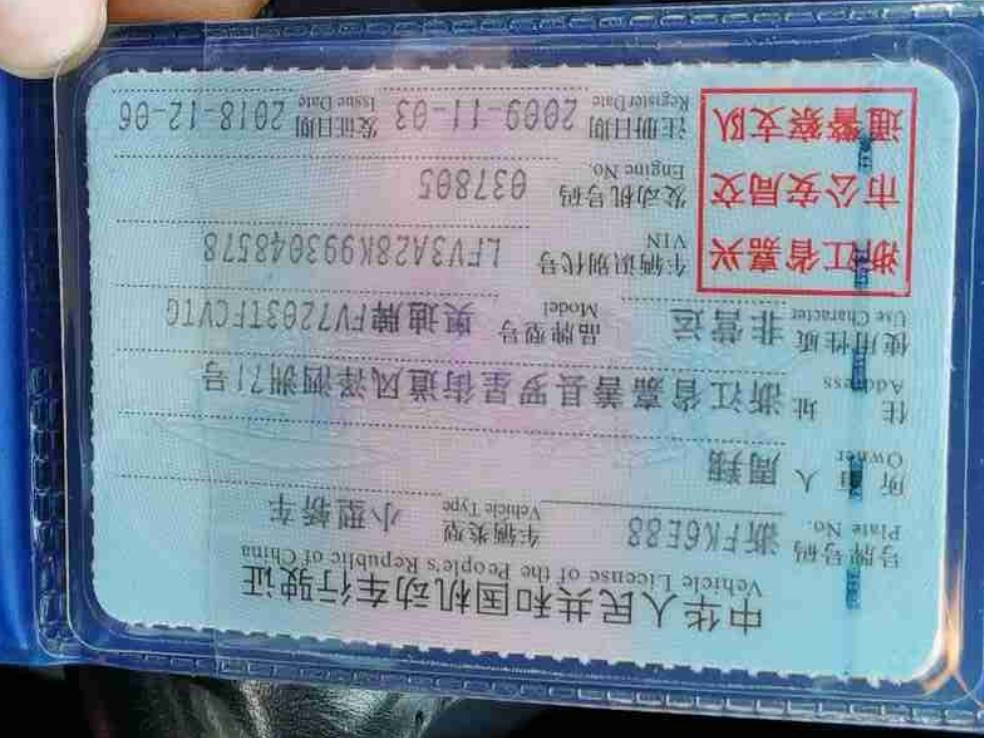 中华人民共和国机动车行驶证
Vehicle License of the People's Republic of China
号牌号码 浙FK6E88 车辆类型 小型轿车
Plate No. Vehicle Type
所有人 周翔
Owner
住址 浙江省嘉善县罗星街道风泽泗洲71号
Address
使用性质 非营运 品牌型号 奥迪牌FV7203TFCVTG
Use Character Model
浙江省嘉兴
市公安局交
通警察支队
车辆识别代号 LFV3A28K993048578
VIN
发动机号码 037805
Engine No.
注册日期 2009-11-03 发证日期 2018-12-06
Register Date Issue Date